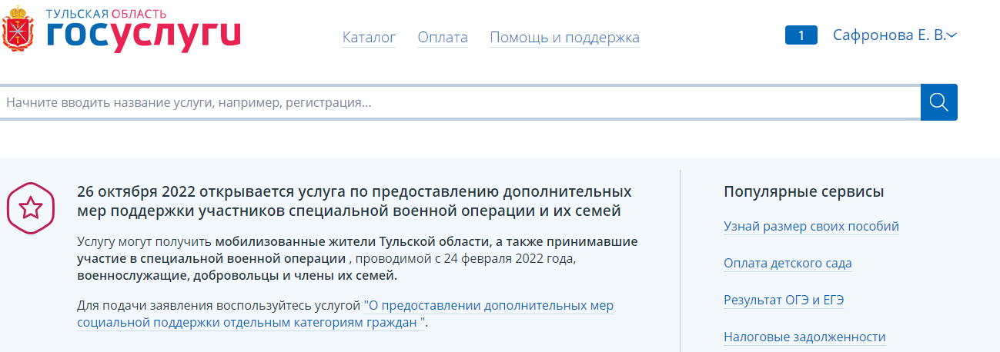 ТУЛЬСКАЯ ОБЛАСТЬ
госуслуги
Каталог Оплата Помощь и поддержка
1 Сафронова Е. В.
Начните вводить название услуги, например, регистрация...
26 октября 2022 открывается услуга по предоставлению дополнительных
мер поддержки участников специальной военной операции и их семей
Услугу могут получить мобилизованные жители Тульской области, а также принимавшие
участие в специальной военной операции , проводимой с 24 февраля 2022 года,
военнослужащие, добровольцы и члены их семей.
Для подачи заявления воспользуйтесь услугой "О предоставлении дополнительных мер
социальной поддержки отдельным категориям граждан ".
Популярные сервисы
Узнай размер своих пособий
Оплата детского сада
Результат ОГЭ и ЕГЭ
Налоговые задолженности